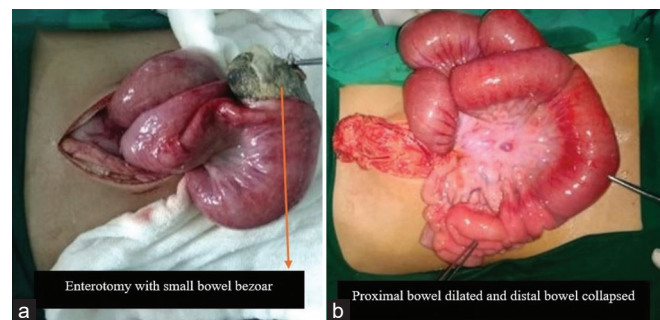 Enterotomy with small bowel bezoar
a
Proximal bowel dilated and distal bowel collapsed
b